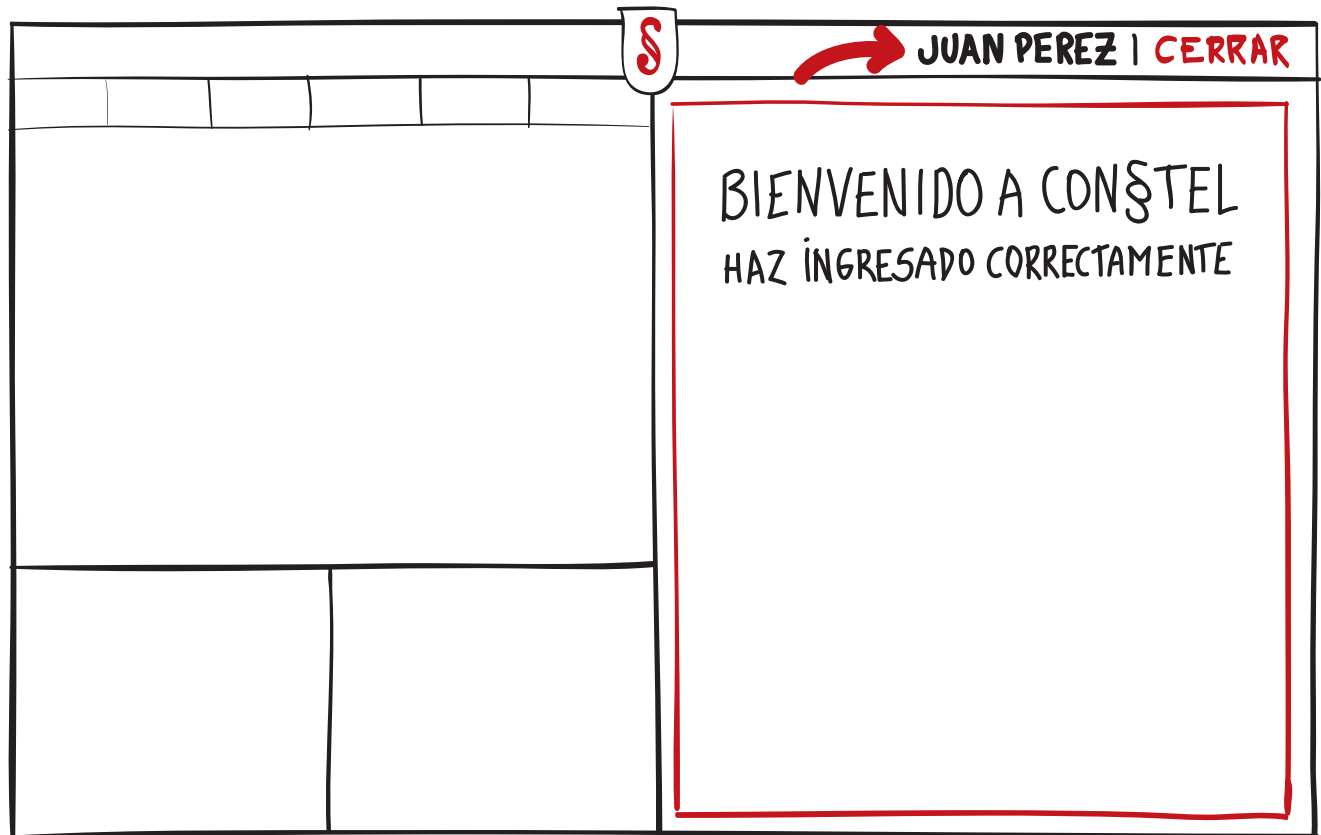 §
JUAN PEREZ | CERRAR
BIENVENIDO A CON§TEL
HAZ INGRESADO CORRECTAMENTE